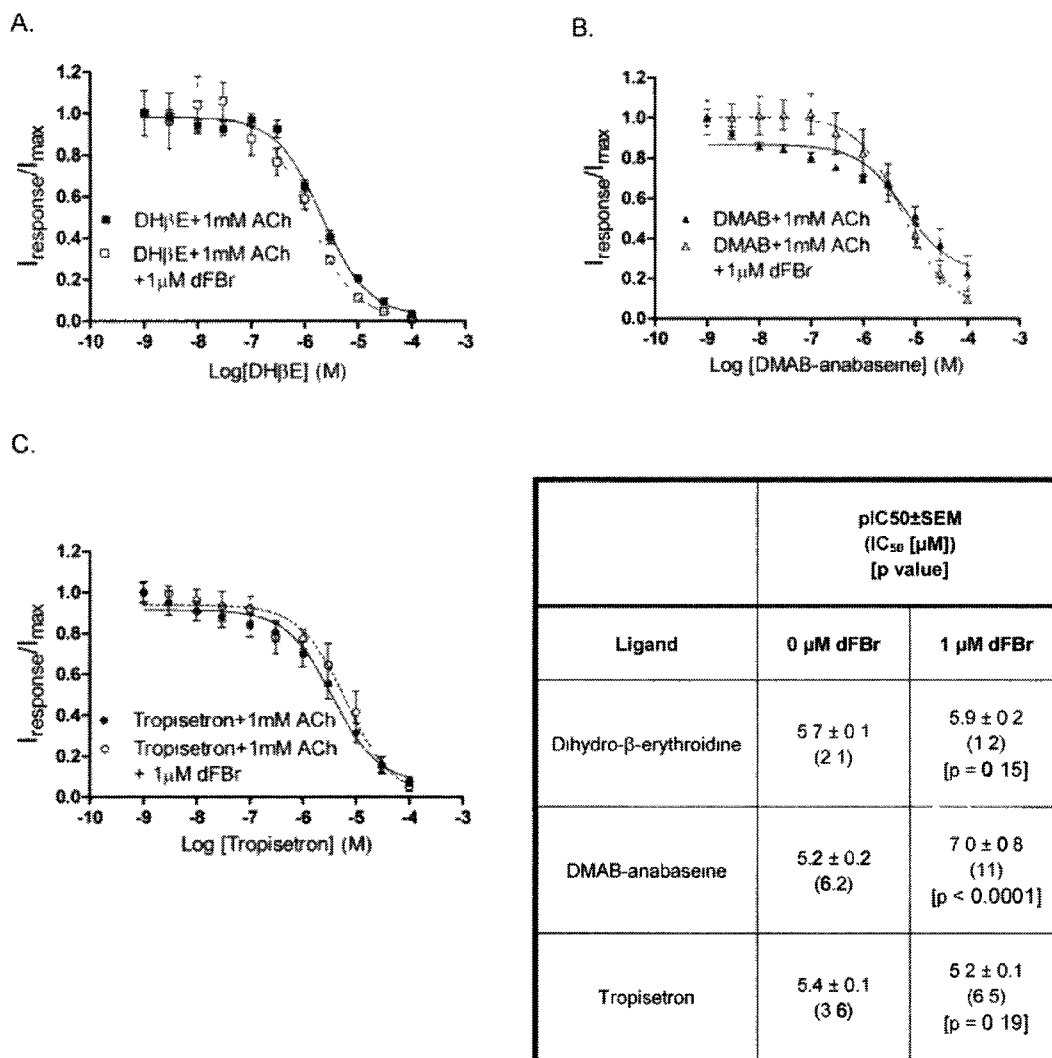 A.
1.2
1.0
0.8
0.6
0.4
0.2
0.0
Iresponse/Imax
DHβE+1mM ACh
DHβE+1mM ACh
+1μM dFBr
-10 -9 -8 -7 -6 -5 -4 -3
Log[DHβE] (M)
B.
1.2
1.0
0.8
0.6
0.4
0.2
0.0
Iresponse/Imax
DMAB+1mM ACh
DMAB+1mM ACh
+1μM dFBr
-10 -9 -8 -7 -6 -5 -4 -3
Log [DMAB-anabaseine] (M)
C.
1.2
1.0
0.8
0.6
0.4
0.2
0.0
Iresponse/Imax
Tropisetron+1mM ACh
Tropisetron+1mM ACh
+ 1μM dFBr
-10 -9 -8 -7 -6 -5 -4 -3
Log [Tropisetron] (M)
pIC50±SEM
(IC₅₀ [μM])
[p value]
Ligand
0 μM dFBr
1 μM dFBr
Dihydro-β-erythroidine
5 7 ± 0 1
(2 1)
5.9 ± 0 2
(1 2)
[p = 0 15]
DMAB-anabaseine
5.2 ± 0.2
(6.2)
7 0 ± 0 8
(11)
[p < 0.0001]
Tropisetron
5.4 ± 0.1
(3 6)
5 2 ± 0.1
(6 5)
[p = 0 19]